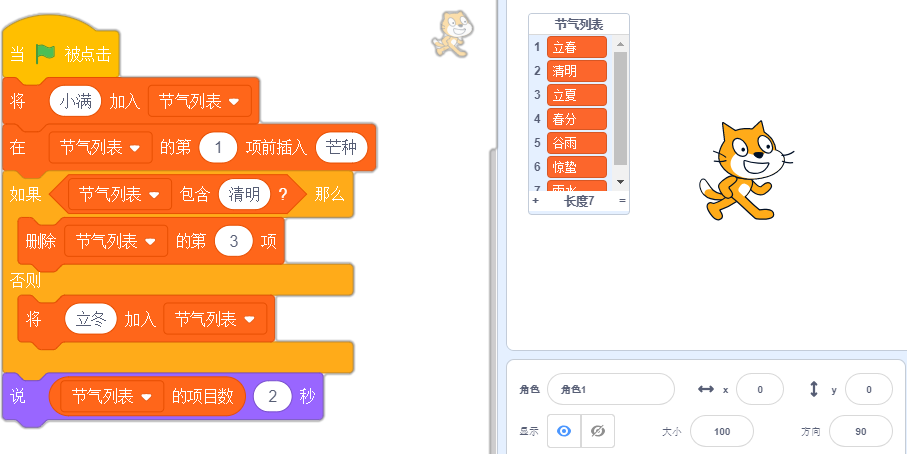 当 被点击
将 小满 加入 节气列表
在 节气列表 的第 1 项前插入 芒种
如果 节气列表 包含 清明 ? 那么
删除 节气列表 的第 3 项
否则
将 立冬 加入 节气列表
说 节气列表 的项目数 2 秒
节气列表
1 立春
2 清明
3 立夏
4 春分
5 谷雨
6 惊蛰
7 雨水
+ 长度7 =
角色 角色1 x 0 y 0
显示 大小 100 方向 90